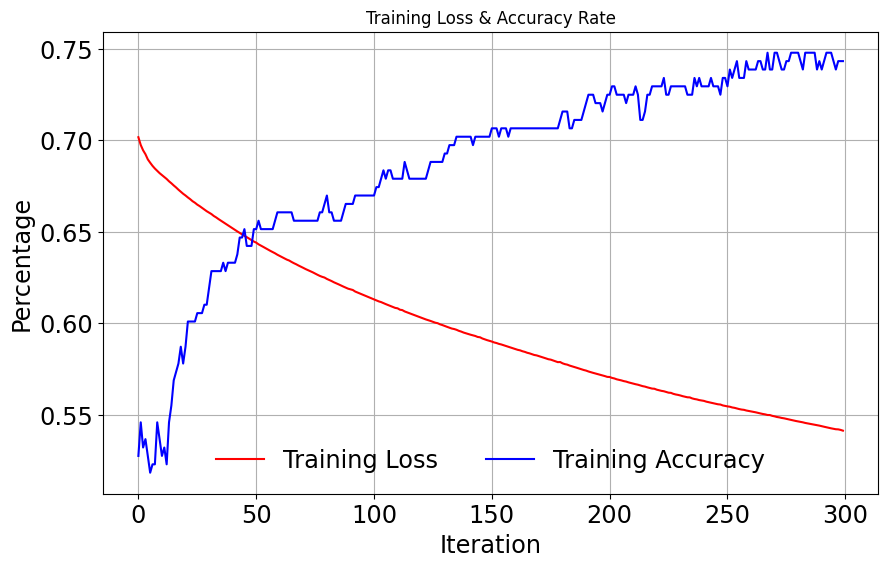 Training Loss & Accuracy Rate
0.75
0.70
0.65
0.60
0.55
Percentage
Training Loss
Training Accuracy
0 50 100 150 200 250 300
Iteration